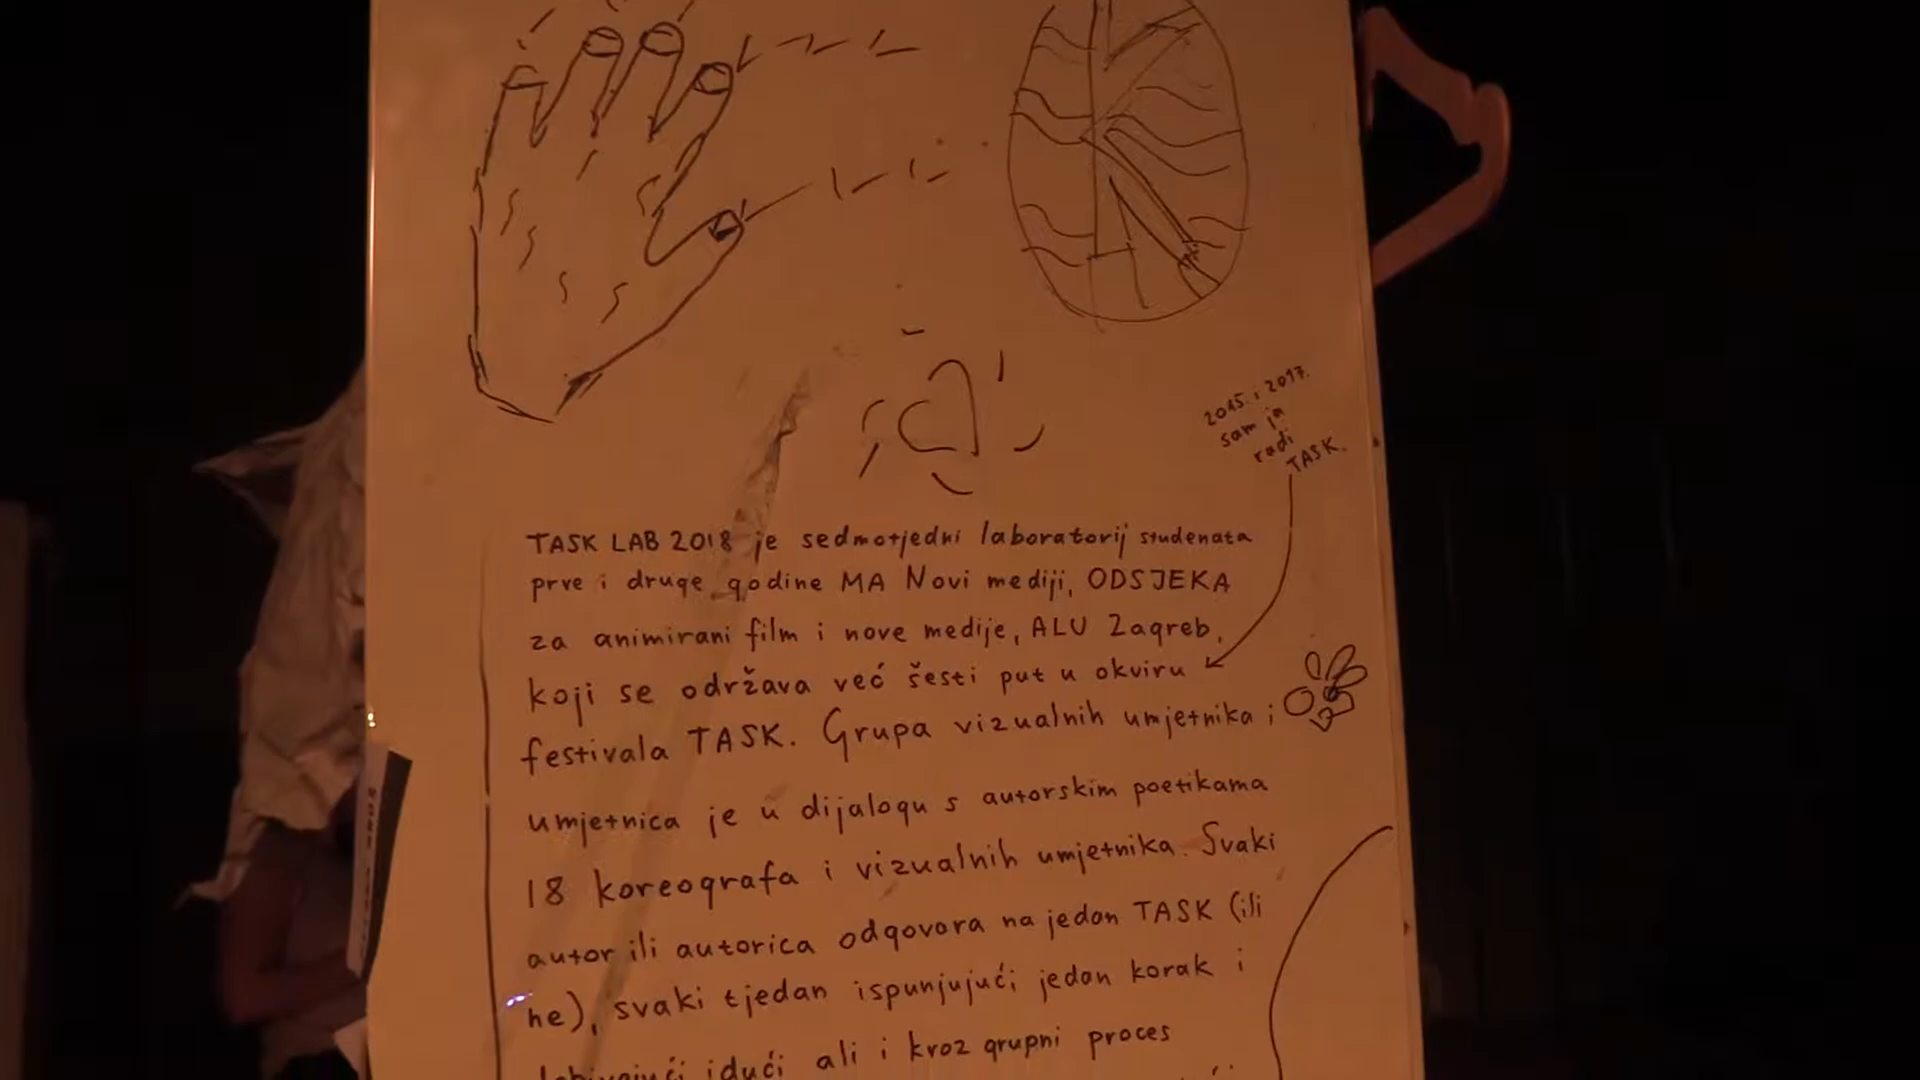 2015. i 2017.
sam ja
radi
TASK.
TASK LAB 2018 je sedmotjedni laboratorij studenata
prve i druge godine MA Novi mediji, ODSJEKA
za animirani film i nove medije, ALU Zagreb,
koji se održava već šesti put u okviru
festivala TASK. Grupa vizualnih umjetnika i
umjetnica je u dijalogu s autorskim poetikama
18 koreografa i vizualnih umjetnika. Svaki
autor ili autorica odgovara na jedan TASK (ili
ne), svaki tjedan ispunjujući jedan korak i
idući ali i kroz grupni proces